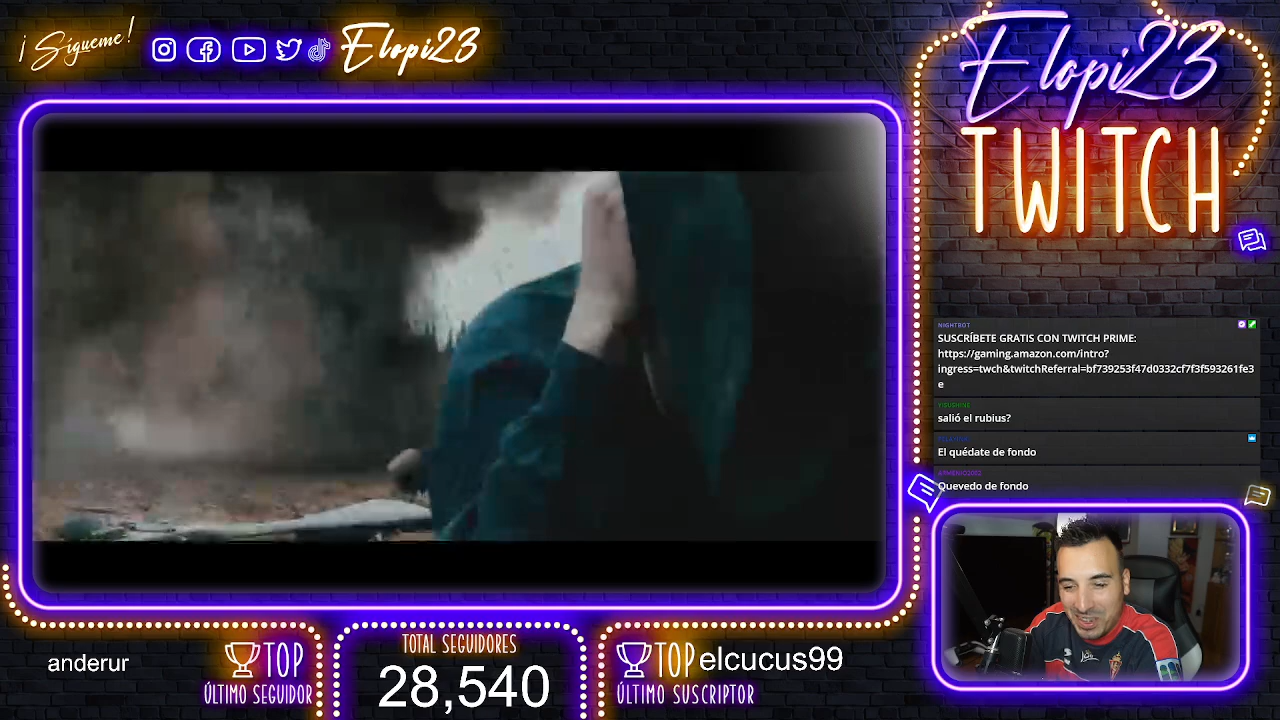 ¡ Sígueme!
Elopi23
Elopi23
TWITCH
NIGHTBOT
SUSCRÍBETE GRATIS CON TWITCH PRIME:
https://gaming.amazon.com/intro?
ingress=twch&twitchReferral=bf739253f47d0332cf7f3f593261fe3
e
salió el rubius?
El quédate de fondo
Quevedo de fondo
anderur
TOP
ÚLTIMO SEGUIDOR
TOTAL SEGUIDORES
28,540
TOP elcucus99
ÚLTIMO SUSCRIPTOR